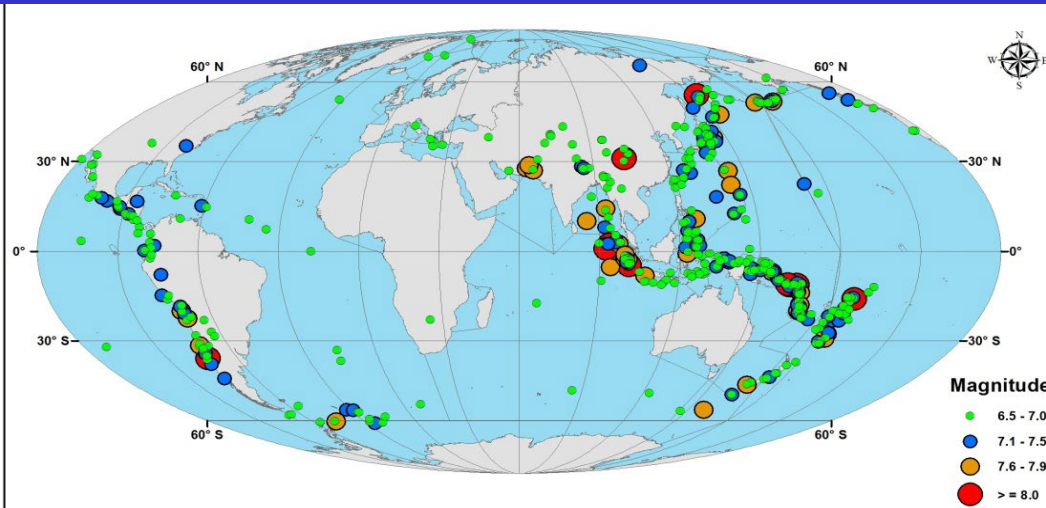 N
W E
S
60° N 60° N
30° N 30° N
0° 0°
30° S 30° S
60° S 60° S
Magnitude
6.5 - 7.0
7.1 - 7.5
7.6 - 7.9
> = 8.0